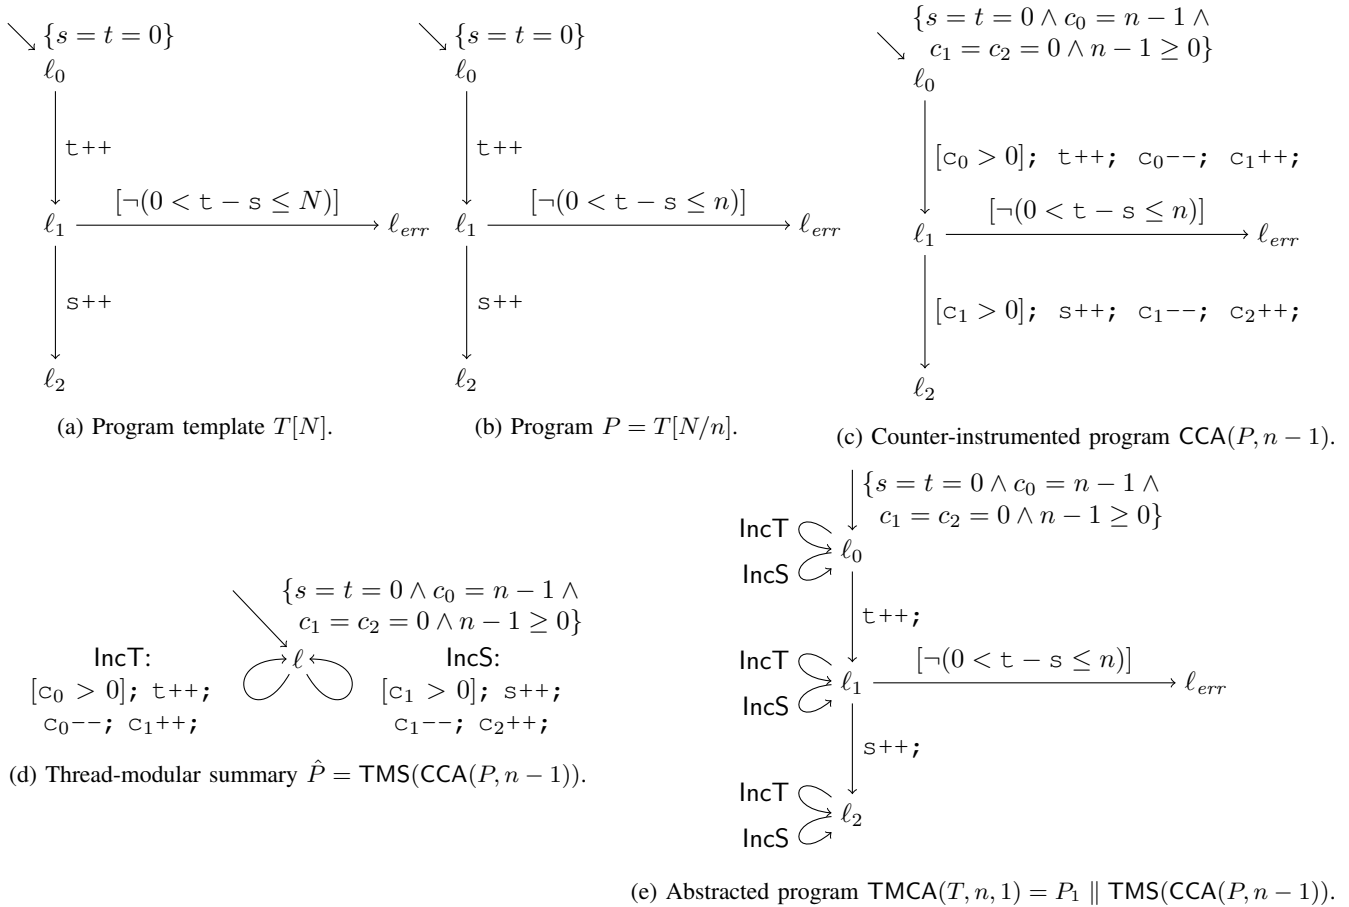 {s = t = 0}
ℓ₀
t++
[¬(0 < t − s ≤ N)]
ℓ₁
ℓ_err
s++
ℓ₂
(a) Program template T[N].
{s = t = 0}
ℓ₀
t++
[¬(0 < t − s ≤ n)]
ℓ₁
ℓ_err
s++
ℓ₂
(b) Program P = T[N/n].
{s = t = 0 ∧ c₀ = n − 1 ∧
c₁ = c₂ = 0 ∧ n − 1 ≥ 0}
ℓ₀
[c₀ > 0]; t++; c₀--; c₁++;
[¬(0 < t − s ≤ n)]
ℓ₁
ℓ_err
[c₁ > 0]; s++; c₁--; c₂++;
ℓ₂
(c) Counter-instrumented program CCA(P, n − 1).
{s = t = 0 ∧ c₀ = n − 1 ∧
c₁ = c₂ = 0 ∧ n − 1 ≥ 0}
IncT:
[c₀ > 0]; t++;
c₀--; c₁++;
ℓ
IncS:
[c₁ > 0]; s++;
c₁--; c₂++;
(d) Thread-modular summary P̂ = TMS(CCA(P, n − 1)).
{s = t = 0 ∧ c₀ = n − 1 ∧
c₁ = c₂ = 0 ∧ n − 1 ≥ 0}
IncT
ℓ₀
IncS
t++;
IncT
[¬(0 < t − s ≤ n)]
ℓ₁
ℓ_err
IncS
s++;
IncT
ℓ₂
IncS
(e) Abstracted program TMCA(T, n, 1) = P₁ ∥ TMS(CCA(P, n − 1)).